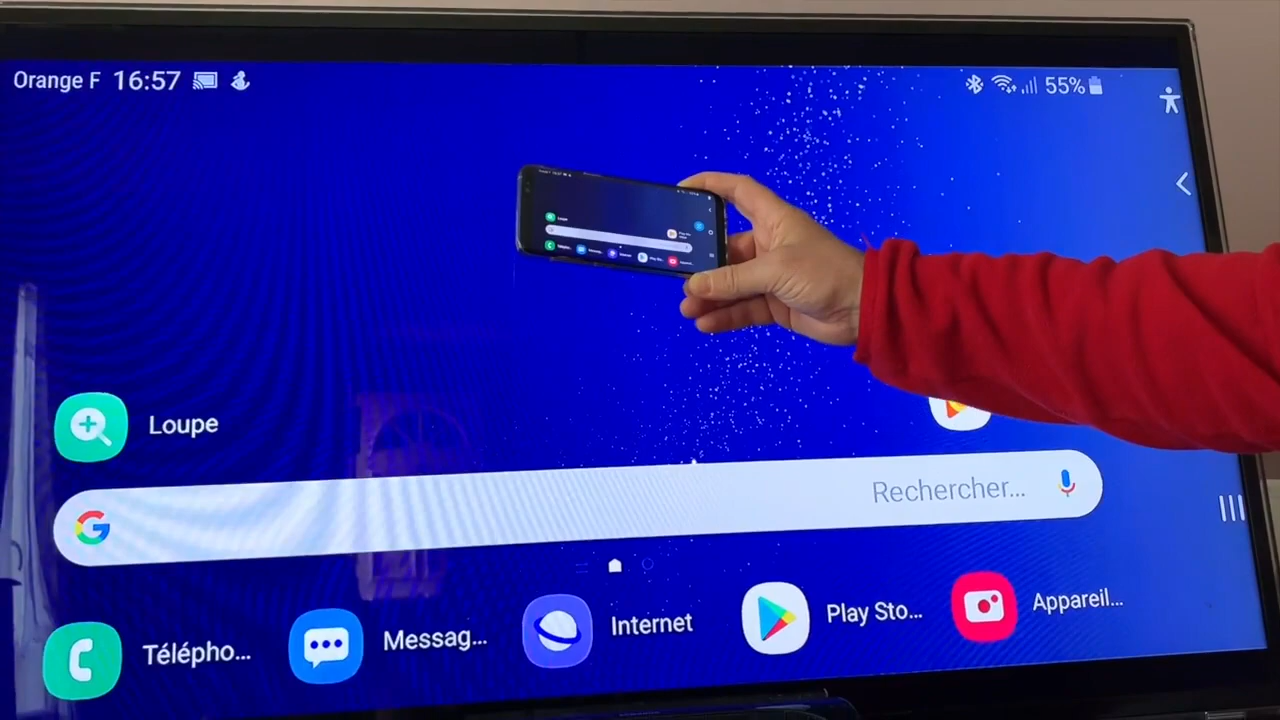 Orange F 16:57 55%
Loupe
Rechercher...
Télépho... Messag... Internet Play Sto... Appareil...